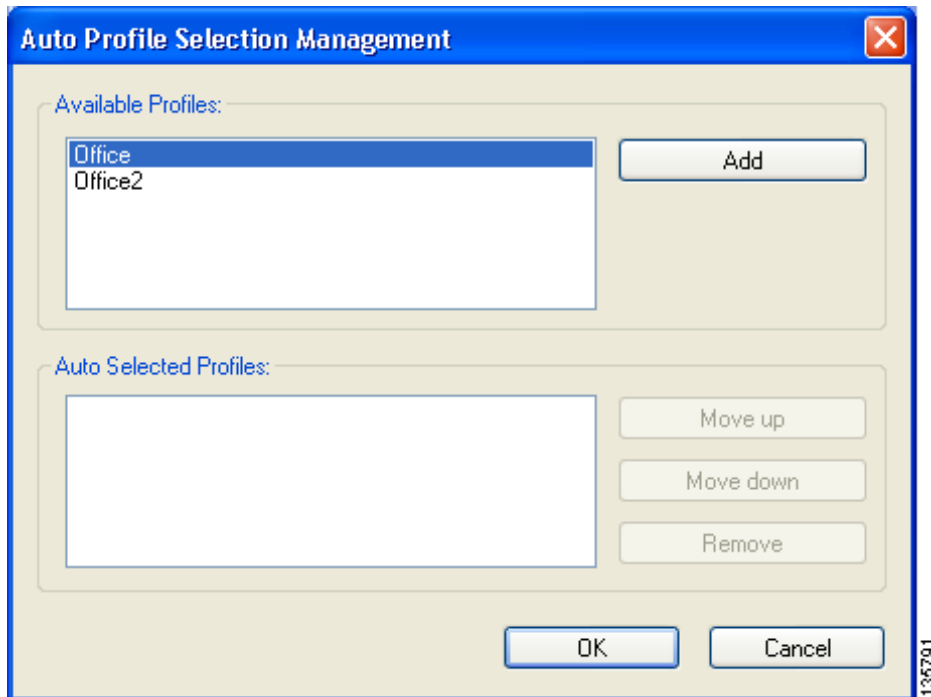 Auto Profile Selection Management
Available Profiles:
Office
Office2
Add
Auto Selected Profiles:
Move up
Move down
Remove
OK
Cancel
135791